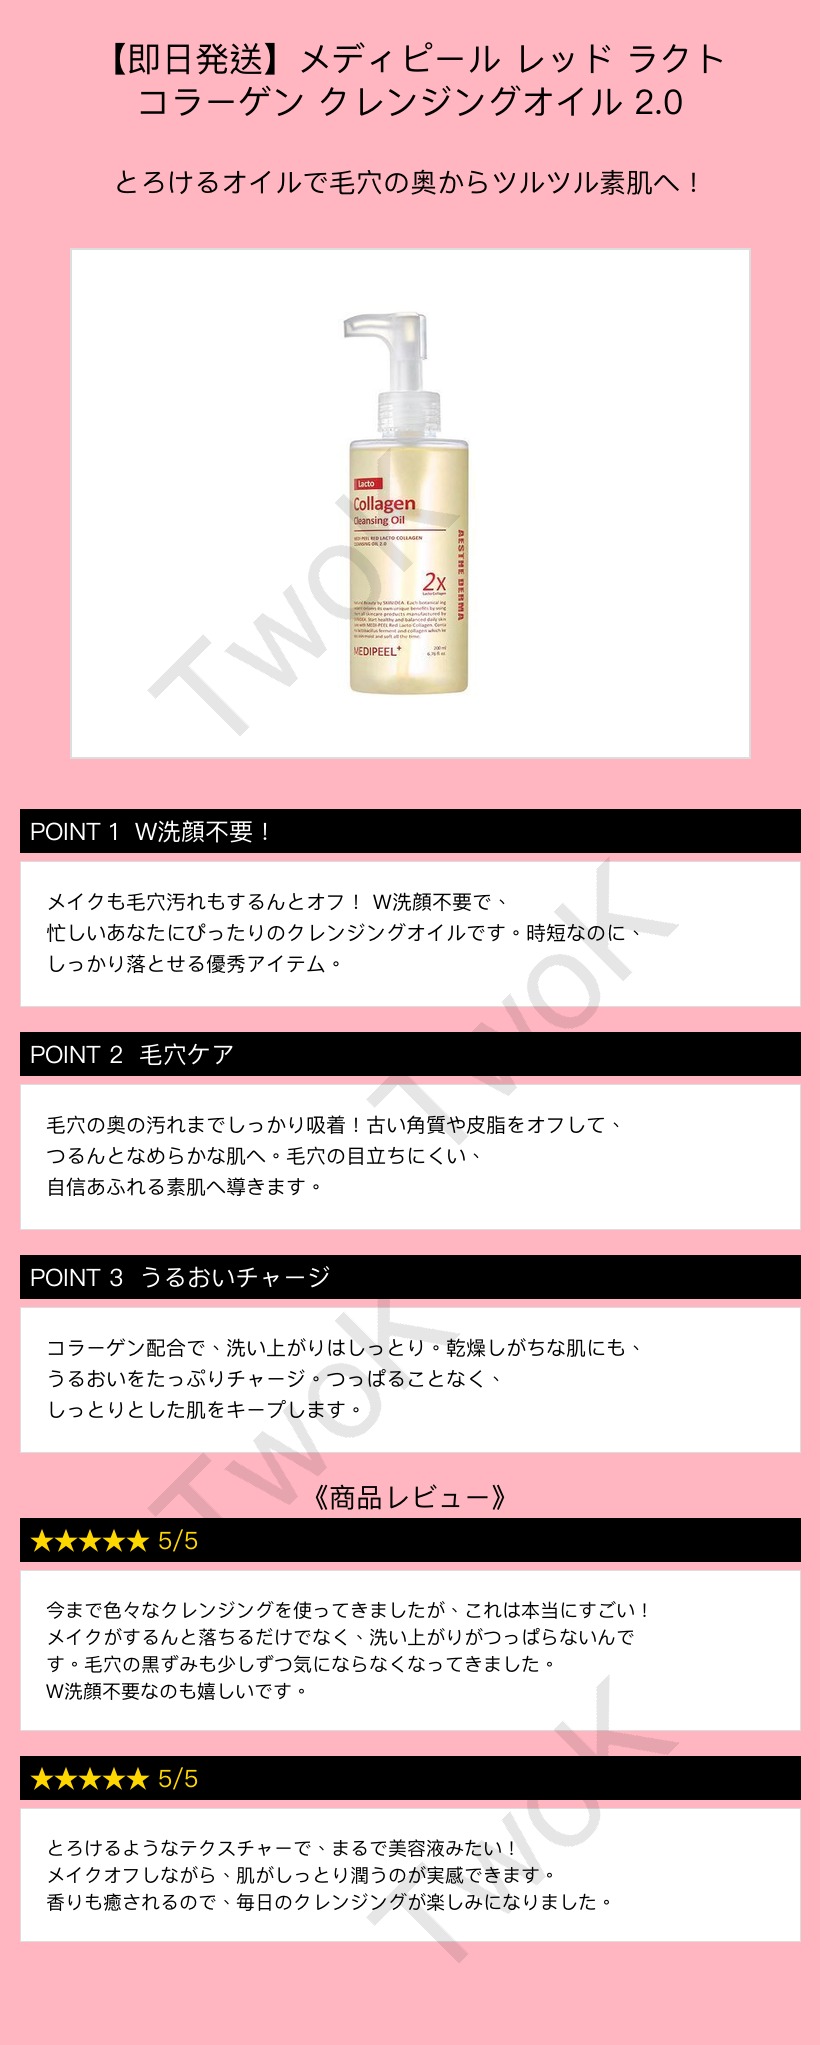 【即日発送】メディピール レッド ラクト
コラーゲン クレンジングオイル 2.0
とろけるオイルで毛穴の奥からツルツル素肌へ！
Lacto
Collagen
Cleansing Oil
MEDI-PEEL RED LACTO COLLAGEN
CLEANSING OIL 2.0
AESTHE DERMA
2x
Lacto Collagen
MEDIPEEL+
200 ml
6.76 fl oz
TwoK
POINT 1 W洗顔不要！
メイクも毛穴汚れもするんとオフ！ W洗顔不要で、
忙しいあなたにぴったりのクレンジングオイルです。時短なのに、
しっかり落とせる優秀アイテム。
TwoK
POINT 2 毛穴ケア
毛穴の奥の汚れまでしっかり吸着！古い角質や皮脂をオフして、
つるんとなめらかな肌へ。毛穴の目立ちにくい、
自信あふれる素肌へ導きます。
POINT 3 うるおいチャージ
コラーゲン配合で、洗い上がりはしっとり。乾燥しがちな肌にも、
うるおいをたっぷりチャージ。つっぱることなく、
しっとりとした肌をキープします。
TwoK
《商品レビュー》
★★★★★ 5/5
今まで色々なクレンジングを使ってきましたが、これは本当にすごい！
メイクがするんと落ちるだけでなく、洗い上がりがつっぱらないんで
す。毛穴の黒ずみも少しずつ気にならなくなってきました。
W洗顔不要なのも嬉しいです。
★★★★★ 5/5
とろけるようなテクスチャーで、まるで美容液みたい！
メイクオフしながら、肌がしっとり潤うのが実感できます。
香りも癒されるので、毎日のクレンジングが楽しみになりました。
TwoK